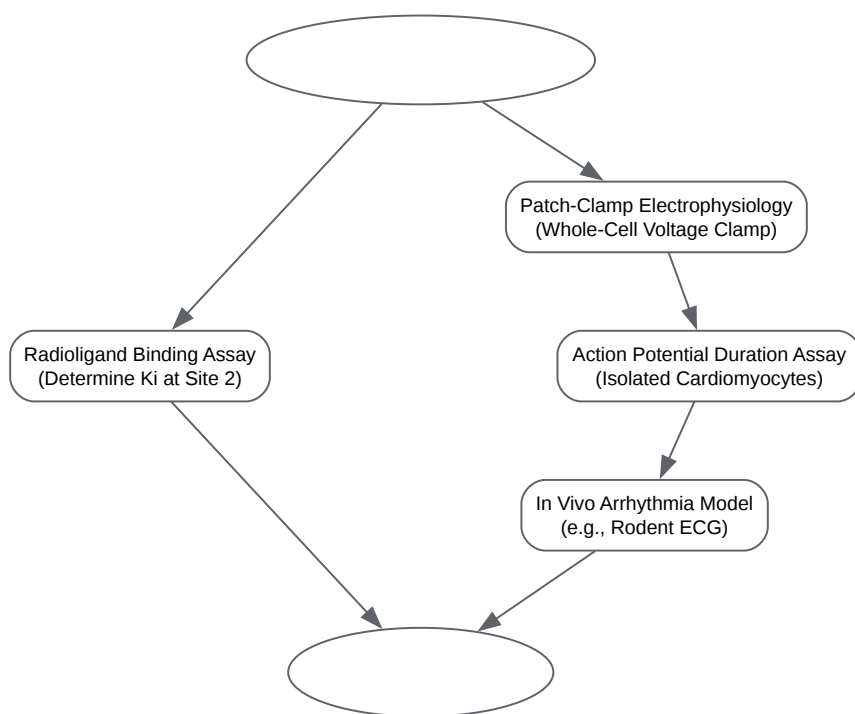 Patch-Clamp Electrophysiology
(Whole-Cell Voltage Clamp)
Radioligand Binding Assay
(Determine Ki at Site 2)
Action Potential Duration Assay
(Isolated Cardiomyocytes)
In Vivo Arrhythmia Model
(e.g., Rodent ECG)